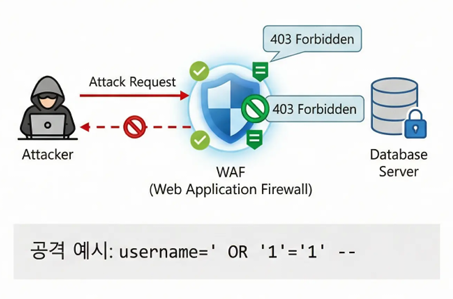 403 Forbidden
Attack Request
403 Forbidden
Attacker
WAF
(Web Application Firewall)
Database
Server
공격 예시: username=' OR '1'='1' --